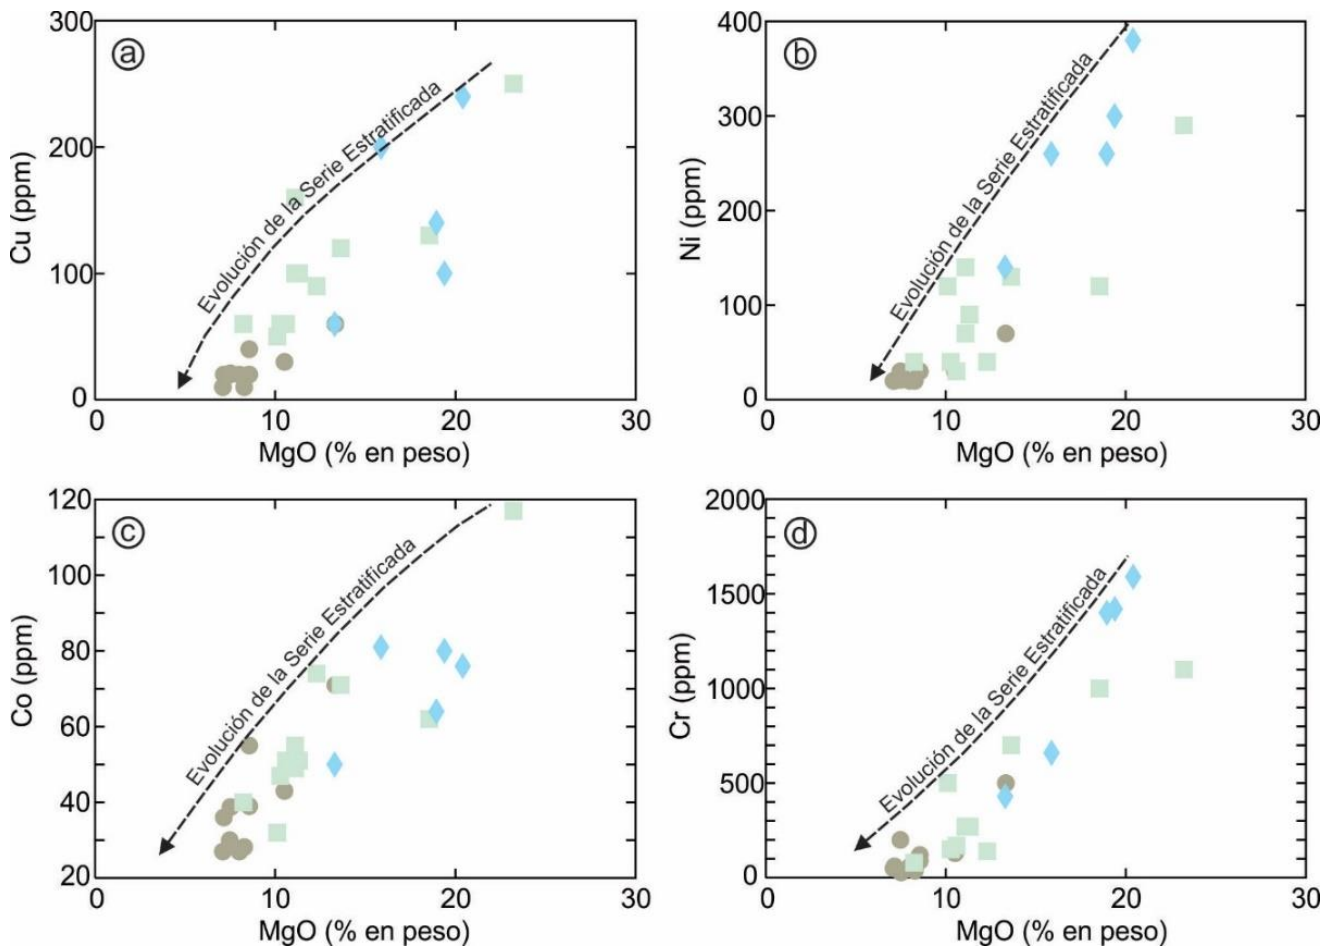 300
ⓐ
200
Cu (ppm)
Evolución de la Serie Estratificada
100
0
0 10 20 30
MgO (% en peso)
400
ⓑ
300
Ni (ppm)
Evolución de la Serie Estratificada
200
100
0
0 10 20 30
MgO (% en peso)
120
ⓒ
100
80
Co (ppm)
Evolución de la Serie Estratificada
60
40
20
0 10 20 30
MgO (% en peso)
2000
ⓓ
1500
Cr (ppm)
Evolución de la Serie Estratificada
1000
500
0
0 10 20 30
MgO (% en peso)